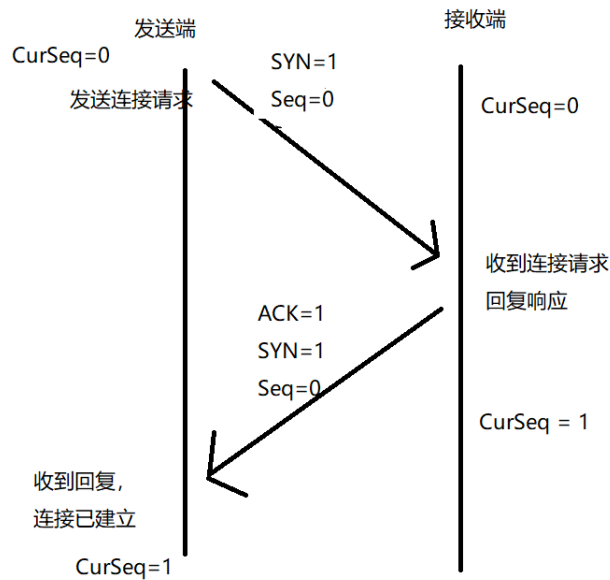 发送端
接收端
CurSeq=0
SYN=1
发送连接请求
Seq=0
CurSeq=0
收到连接请求
回复响应
ACK=1
SYN=1
Seq=0
CurSeq = 1
收到回复，
连接已建立
CurSeq=1